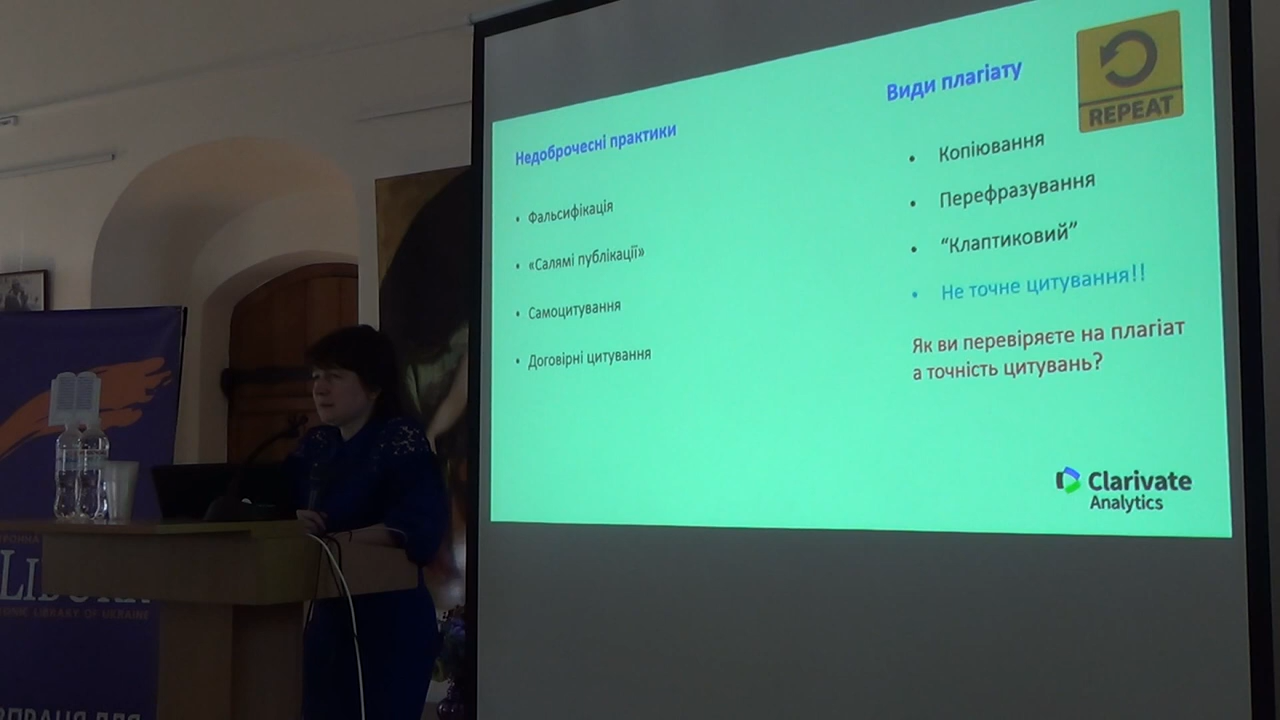 Недоброчесні практики
• Фальсифікація
• «Салямі публікації»
• Самоцитування
• Договірні цитування
Види плагіату
REPEAT
• Копіювання
• Перефразування
• “Клаптиковий”
• Не точне цитування!!
Як ви перевіряєте на плагіат
а точність цитувань?
Clarivate
Analytics
LIBRARY OF UKRAINE